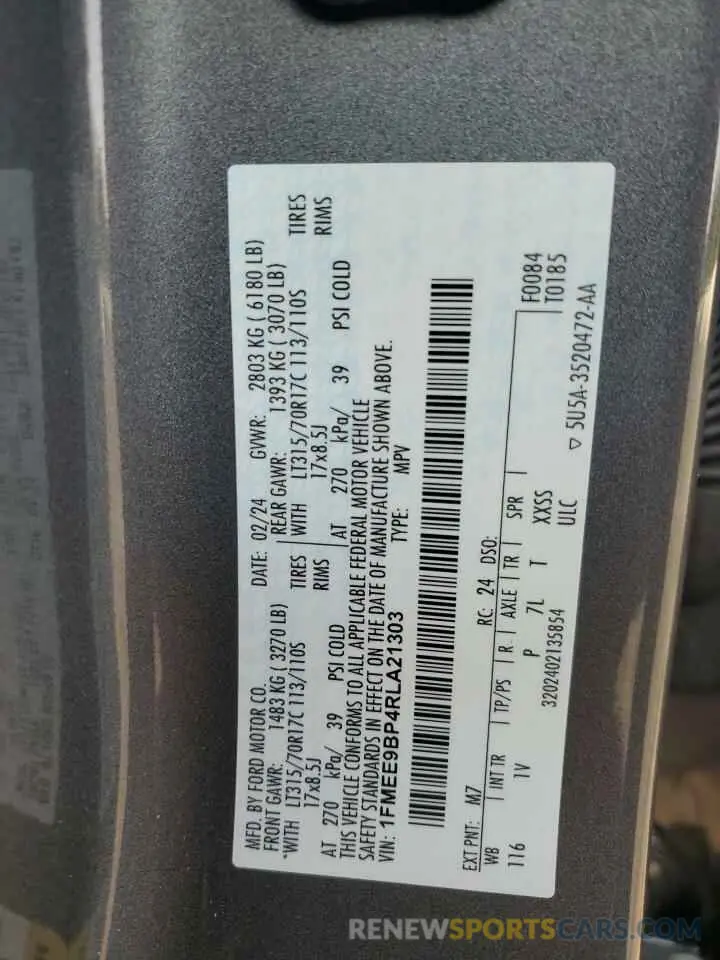 MFD. BY FORD MOTOR CO.
DATE: 02/24 GVWR: 2803 KG ( 6180 LB)
FRONT GAWR: 1483 KG ( 3270 LB) REAR GAWR: 1393 KG ( 3070 LB)
*WITH LT315/70R17C 113/110S TIRES WITH LT315/70R17C 113/110S TIRES
17x8.5J RIMS 17x8.5J RIMS
AT 270 kPa/ 39 PSI COLD AT 270 kPa/ 39 PSI COLD
THIS VEHICLE CONFORMS TO ALL APPLICABLE FEDERAL MOTOR VEHICLE
SAFETY STANDARDS IN EFFECT ON THE DATE OF MANUFACTURE SHOWN ABOVE.
VIN: 1FMEE9BP4RLA21303 TYPE: MPV
EXT PNT: M7 RC: 24 DSO:
WB INT TR TP/PS R AXLE TR SPR
F0084
T0185
116 1V P 7L T XXSS
ULC
3202402135854
▽ 5U5A-3520472-AA
RENEWSPORTSCARS.COM